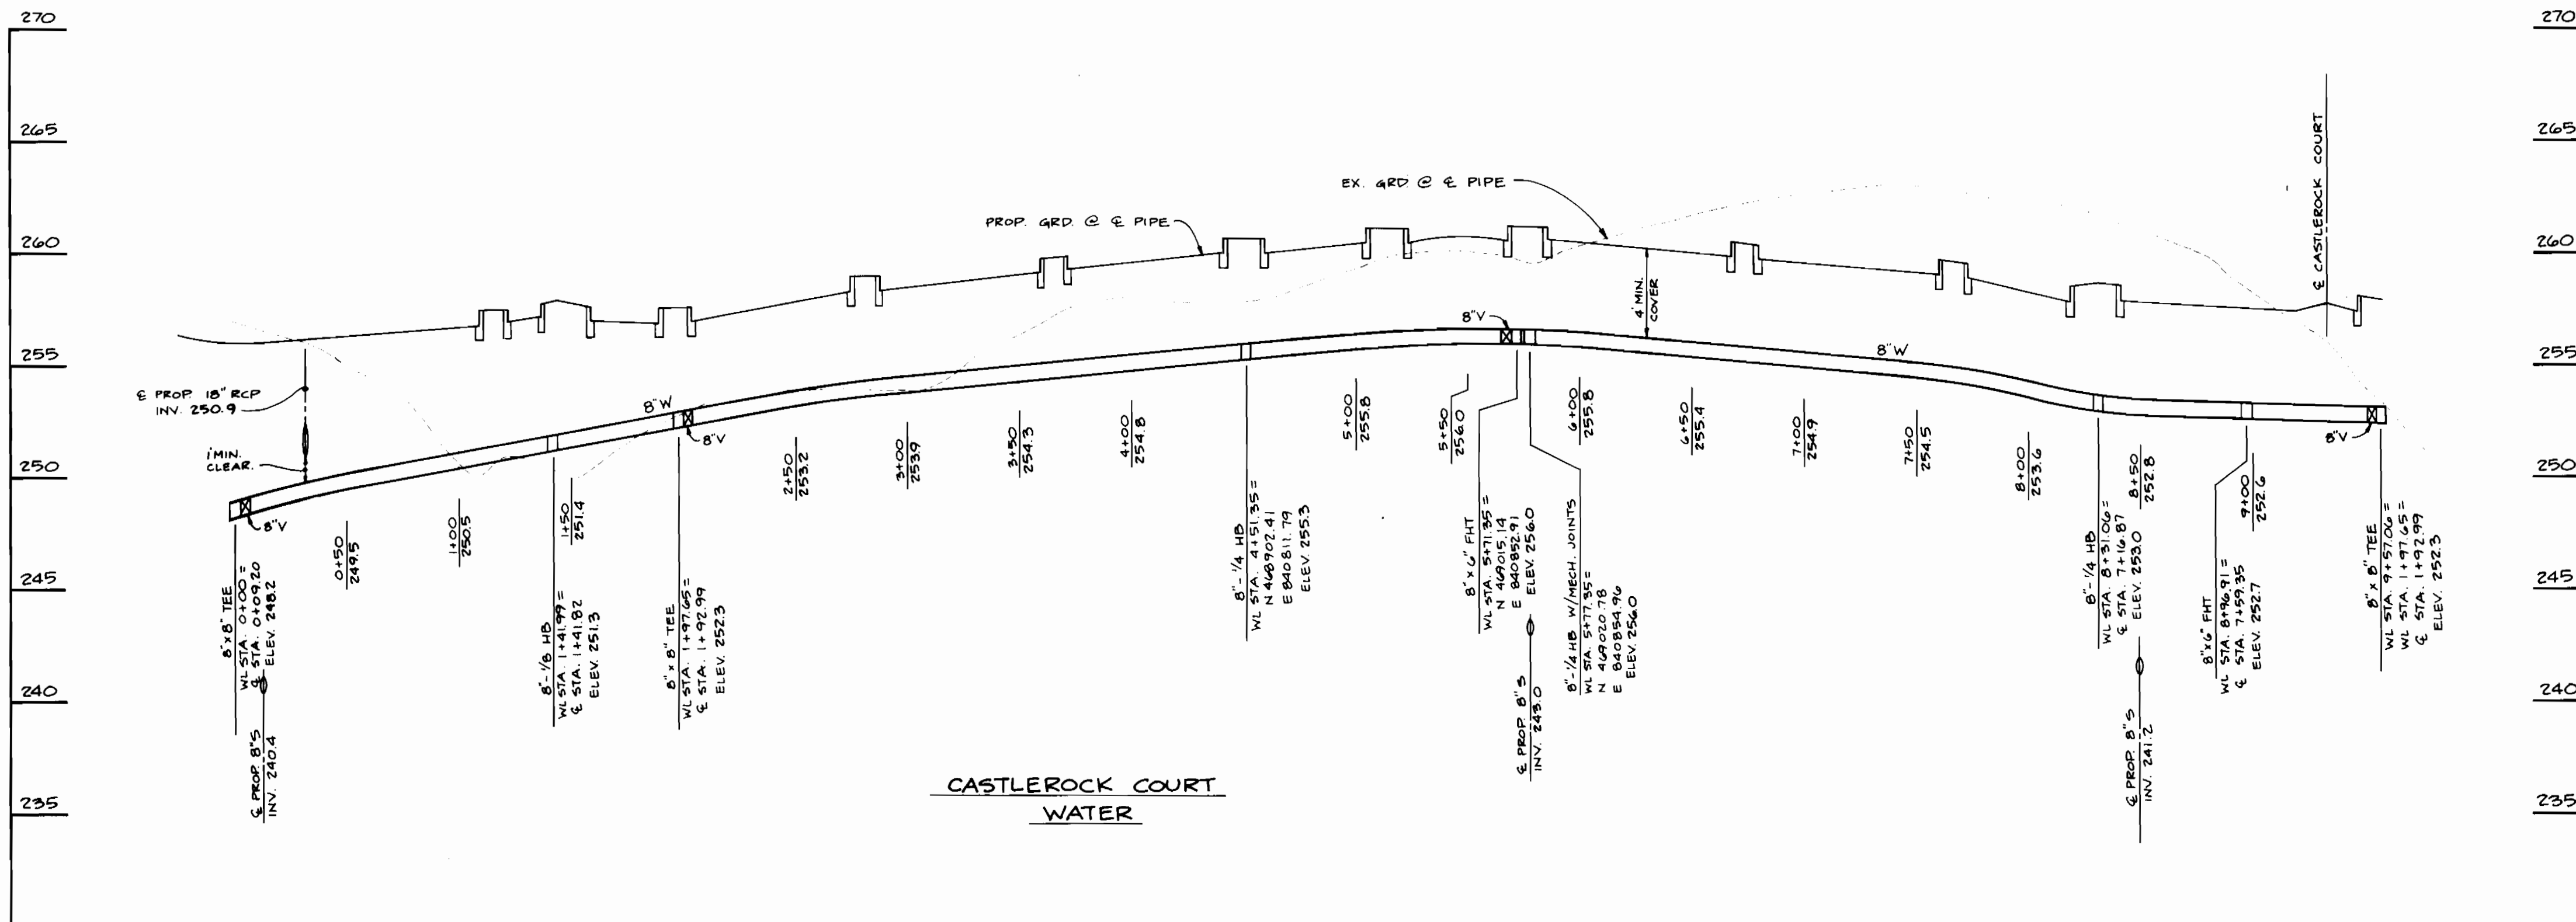 270
265
260
255
250
245
240
235
270
265
260
255
250
245
240
235
℄ CASTLEROCK COURT
EX. GRD. @ ℄ PIPE
PROP. GRD. @ ℄ PIPE
4' MIN.
COVER
℄ PROP. 18" RCP
INV. 250.9
1' MIN.
CLEAR.
8"V
8"W
8"V
8"V
8"W
8"V
0+50
249.5
1+00
250.5
1+50
251.4
2+50
253.2
3+00
253.9
3+50
254.3
4+00
254.8
5+00
255.8
5+50
256.0
6+00
255.8
6+50
255.4
7+00
254.9
7+50
254.5
8+00
253.6
8+50
252.8
9+00
252.6
8" x 8" TEE
WL STA. 0+00 =
℄ STA. 0+09.20
ELEV. 248.2
℄ PROP. 8"S
INV. 240.4
8"-1/8 HB
WL STA. 1+41.99 =
℄ STA. 1+41.82
ELEV. 251.3
8" x 8" TEE
WL STA. 1+97.65 =
℄ STA. 1+92.99
ELEV. 252.3
8"-1/4 HB
WL STA. 4+51.35 =
N 468902.41
E 840811.79
ELEV. 255.3
8" x 6" FHT
WL STA. 5+71.35 =
N 469015.14
E 840852.91
ELEV. 256.0
℄ PROP. 8"S
INV. 243.0
8"-1/4 HB W/MECH. JOINTS
WL STA. 5+77.35 =
N 469020.78
E 840854.96
ELEV. 256.0
8"-1/4 HB
WL STA. 8+31.06 =
℄ STA. 7+16.87
ELEV. 253.0
℄ PROP. 8"S
INV. 241.2
8"x6" FHT
WL STA. 8+96.91 =
℄ STA. 7+59.35
ELEV. 252.7
8" x 8" TEE
WL STA. 9+57.06 =
WL STA. 1+97.65 =
℄ STA. 1+92.99
ELEV. 252.3
CASTLEROCK COURT
WATER